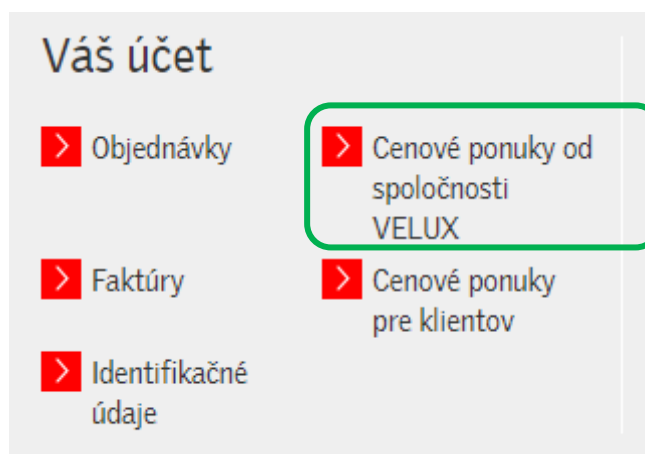 Váš účet
Objednávky
Cenové ponuky od
spoločnosti
VELUX
Faktúry
Cenové ponuky
pre klientov
Identifikačné
údaje